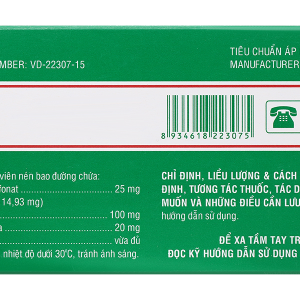 TIÊU CHUẨN ÁP
MBER: VD-22307-15
MANUFACTURER
8 934618 223075
viên nén bao đường chứa:
fonat ........................ 25 mg
14,93 mg)
........................ 100 mg
a ........................ 20 mg
........................ vừa đủ
nhiệt độ dưới 30°C, tránh ánh sáng.
CHỈ ĐỊNH, LIỀU LƯỢNG & CÁCH
ĐỊNH, TƯƠNG TÁC THUỐC, TÁC D
MUỐN VÀ NHỮNG ĐIỀU CẦN LƯU
hướng dẫn sử dụng.
ĐỂ XA TẦM TAY TR
ĐỌC KỸ HƯỚNG DẪN SỬ DỤNG